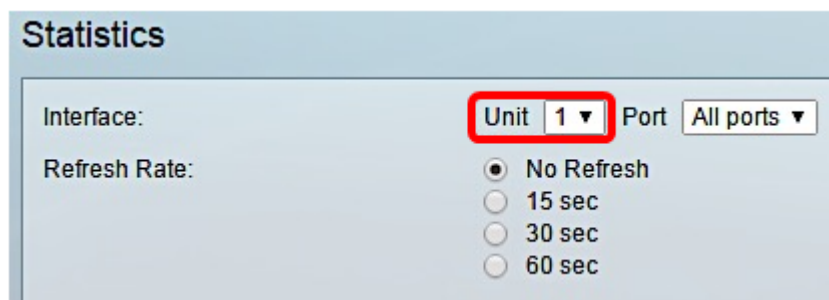 Statistics
Interface: Unit 1 Port All ports
Refresh Rate: No Refresh
15 sec
30 sec
60 sec